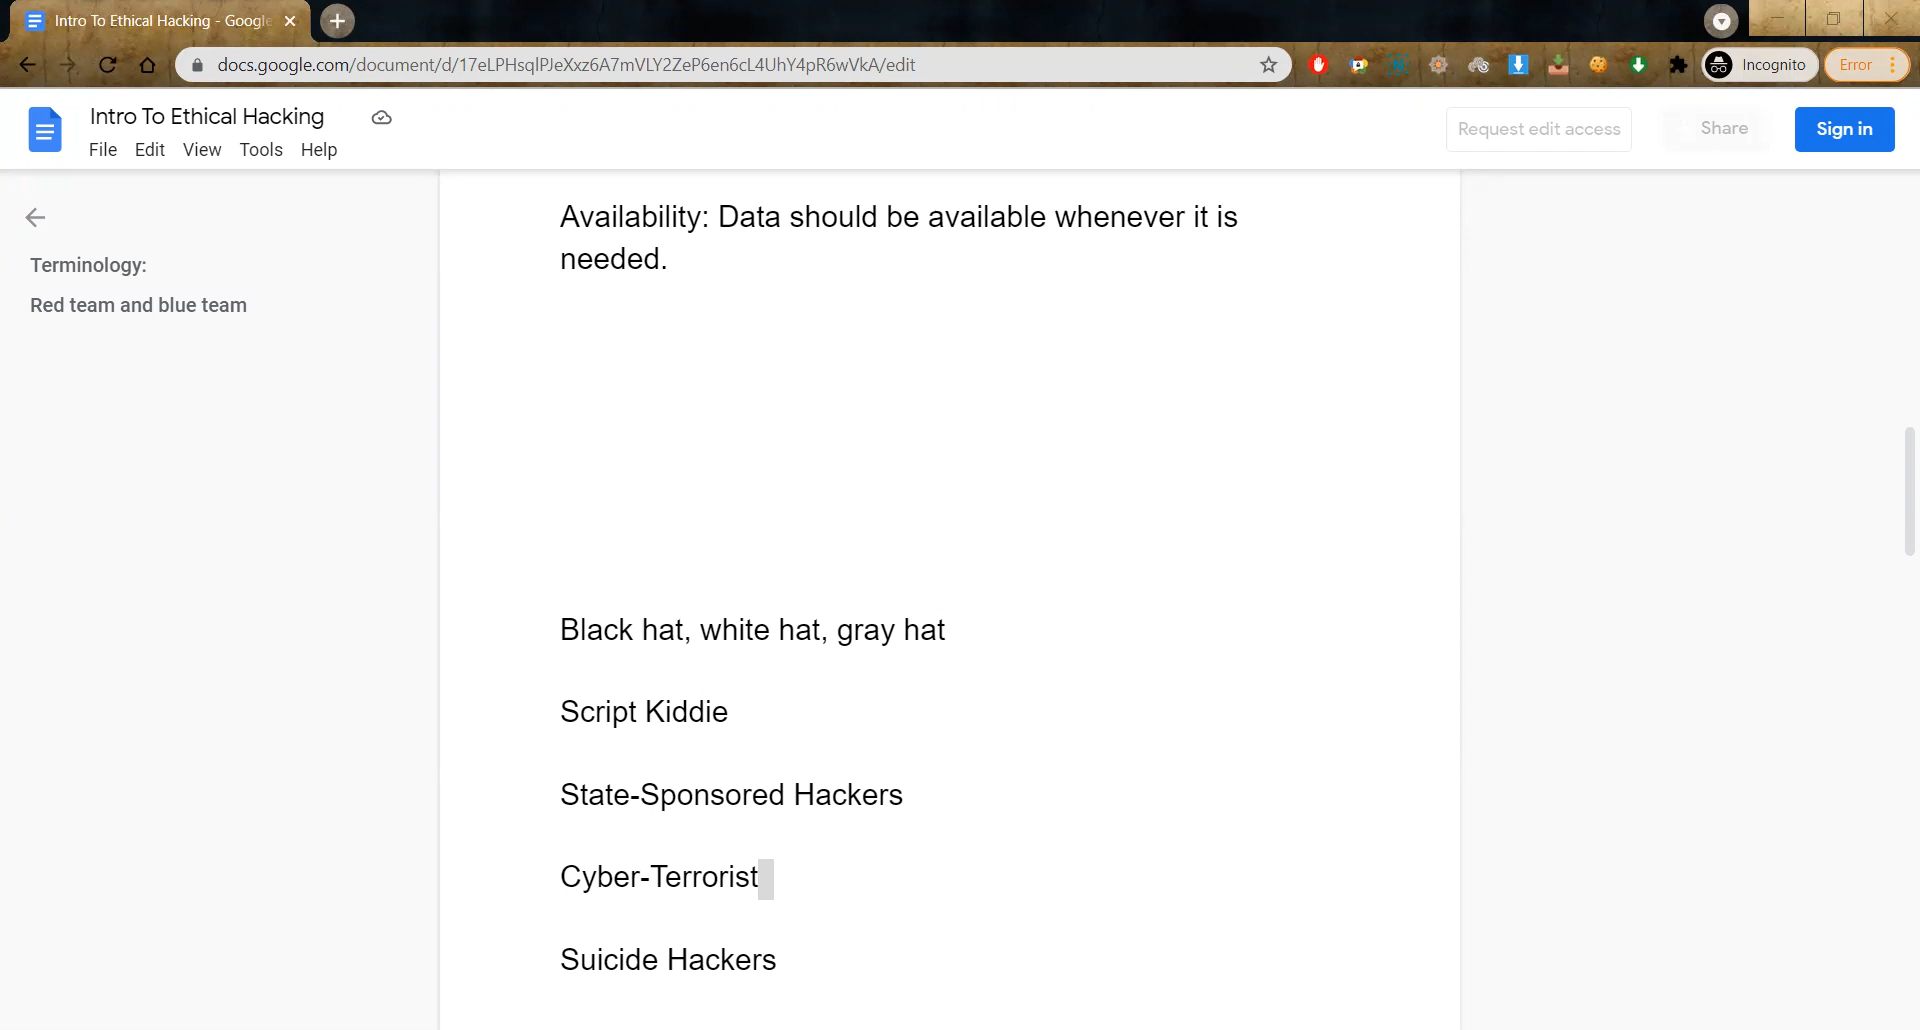 Intro To Ethical Hacking - Google
docs.google.com/document/d/17eLPHsqlPJeXxz6A7mVLY2ZeP6en6cL4UhY4pR6wVkA/edit
Incognito
Error
Intro To Ethical Hacking
File Edit View Tools Help
Request edit access
Share
Sign in
Terminology:
Red team and blue team
Availability: Data should be available whenever it is
needed.
Black hat, white hat, gray hat
Script Kiddie
State-Sponsored Hackers
Cyber-Terrorist
Suicide Hackers